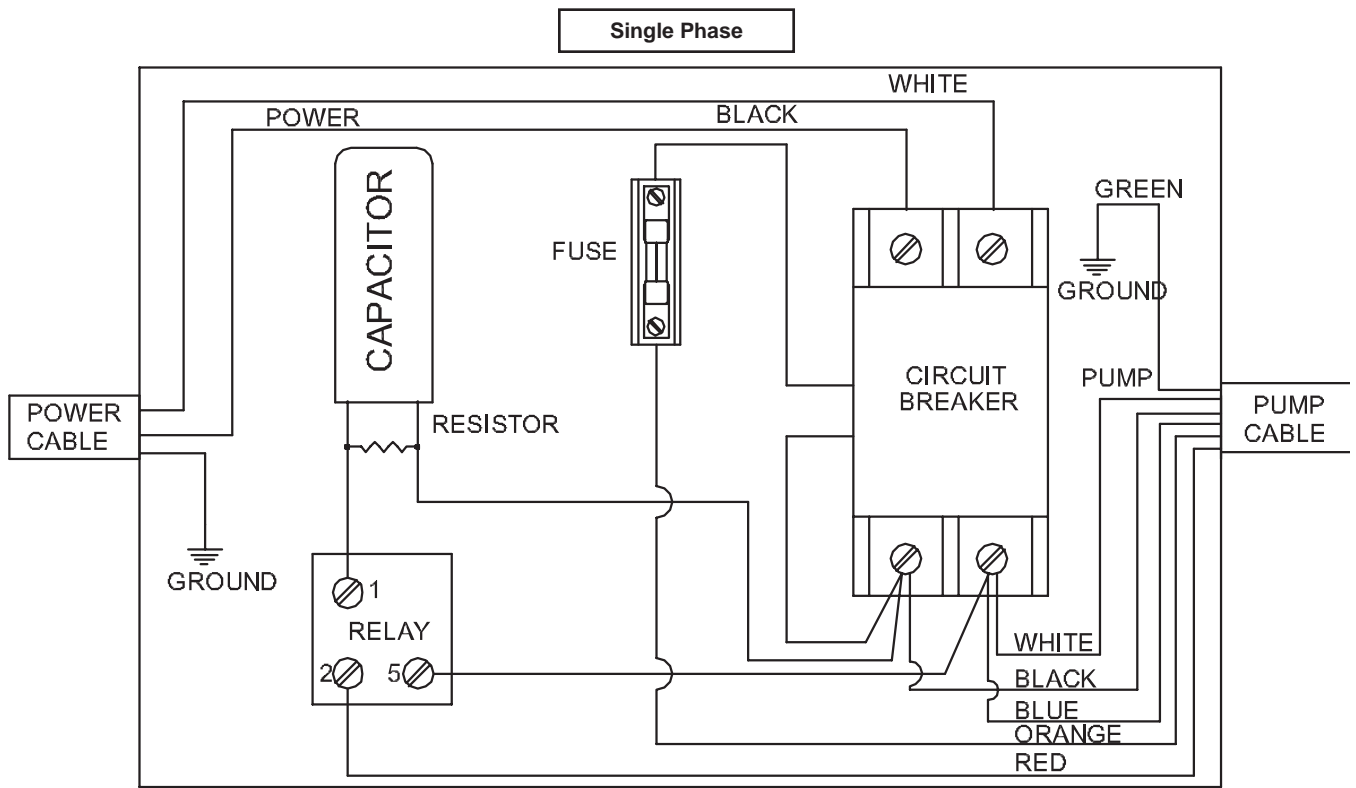 Single Phase
WHITE
POWER
BLACK
CAPACITOR
GREEN
FUSE
GROUND
CIRCUIT
BREAKER
PUMP
POWER
CABLE
RESISTOR
PUMP
CABLE
GROUND
1
RELAY
2
5
WHITE
BLACK
BLUE
ORANGE
RED